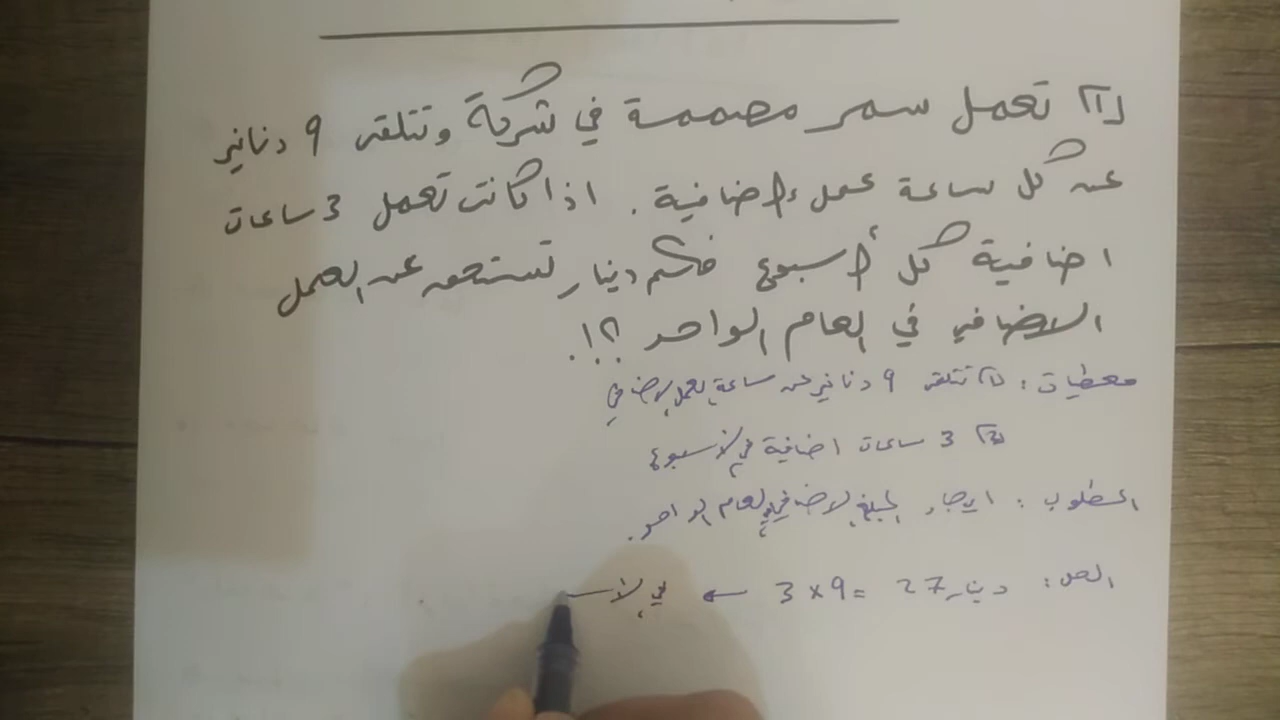 2) تعمل سمر مصممة في شركة وتتلقى 9 دنانير
عن كل ساعة عمل إضافية. اذا كانت تعمل 3 ساعات
اضافية كل أسبوع فكم دينار تستحق عن العمل
الاضافي في العام الواحد ؟!.
معطيات : 1) تتلقى 9 دنانير عن ساعة العمل الاضافي
2) 3 ساعات اضافية في الأسبوع
المطلوب : ايجاد المبلغ الاضافي في العام الواحد.
الحل : دينار 27 = 9 × 3 ← في الاس